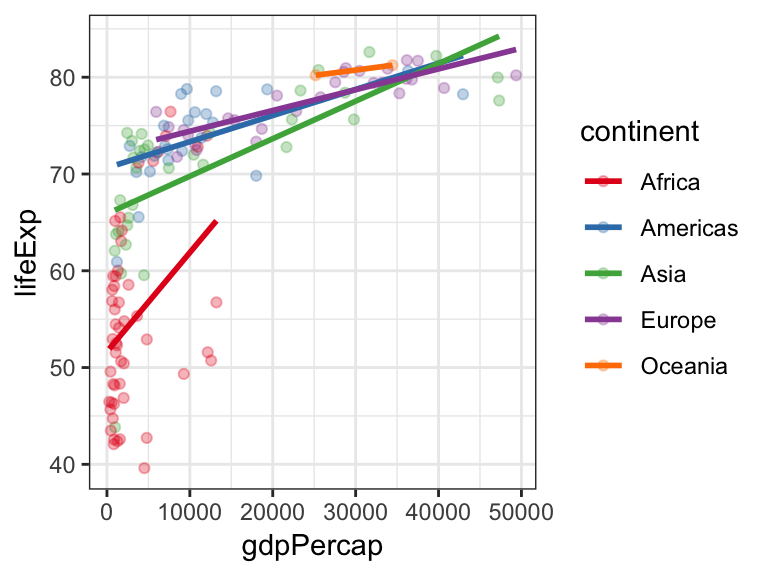 lifeExp
80
70
60
50
40
0 10000 20000 30000 40000 50000
gdpPercap
continent
Africa
Americas
Asia
Europe
Oceania